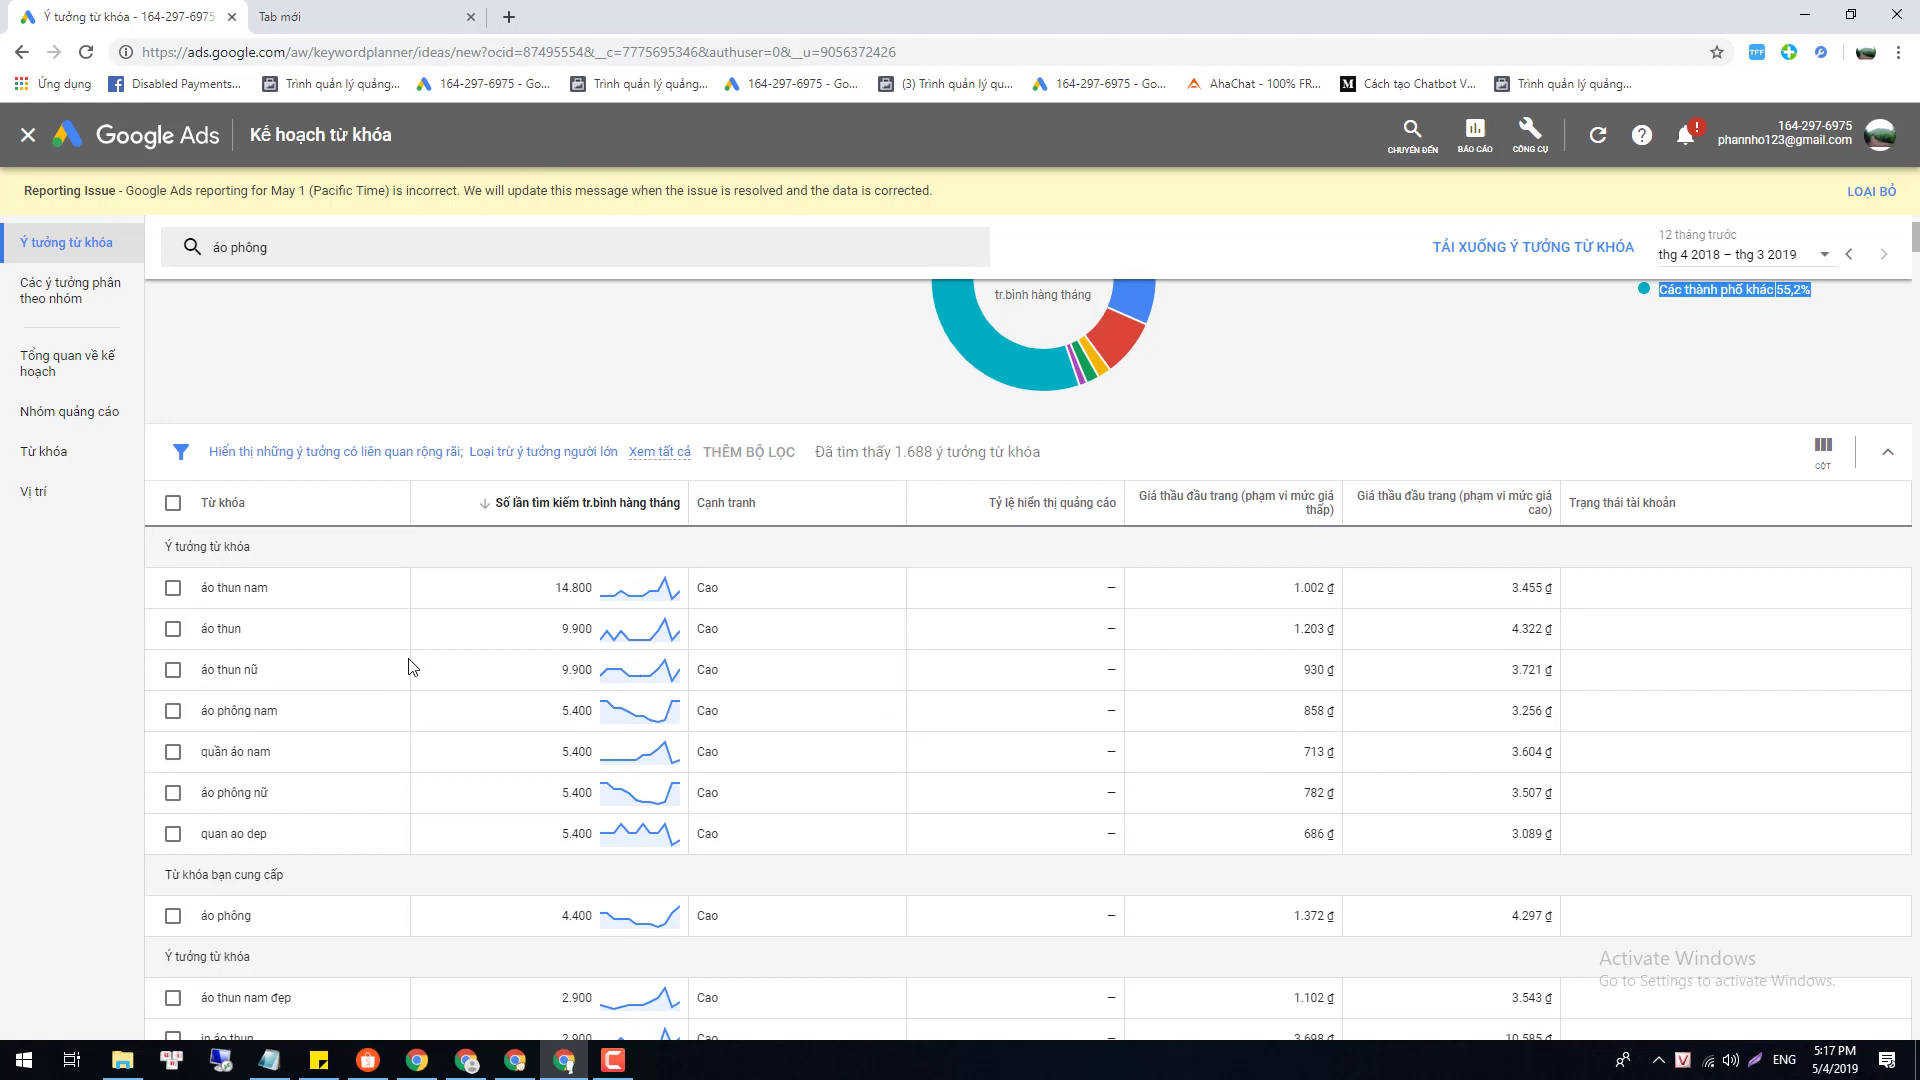 Ý tưởng từ khóa - 164-297-6975
Tab mới
https://ads.google.com/aw/keywordplanner/ideas/new?ocid=87495554&__c=7775695346&authuser=0&__u=9056372426
Ứng dụng
Disabled Payments...
Trình quản lý quảng...
164-297-6975 - Go...
Trình quản lý quảng...
164-297-6975 - Go...
(3) Trình quản lý qu...
164-297-6975 - Go...
AhaChat - 100% FR...
Cách tạo Chatbot V...
Trình quản lý quảng...
Google Ads
Kế hoạch từ khóa
CHUYỂN ĐẾN
BÁO CÁO
CÔNG CỤ
164-297-6975
phannho123@gmail.com
Reporting Issue - Google Ads reporting for May 1 (Pacific Time) is incorrect. We will update this message when the issue is resolved and the data is corrected.
LOẠI BỎ
Ý tưởng từ khóa
Các ý tưởng phân
theo nhóm
Tổng quan về kế
hoạch
Nhóm quảng cáo
Từ khóa
Vị trí
áo phông
TẢI XUỐNG Ý TƯỞNG TỪ KHÓA
12 tháng trước
thg 4 2018 – thg 3 2019
tr.bình hàng tháng
Các thành phố khác 55,2%
Hiển thị những ý tưởng có liên quan rộng rãi; Loại trừ ý tưởng người lớn Xem tất cả THÊM BỘ LỌC Đã tìm thấy 1.688 ý tưởng từ khóa
CỘT
Từ khóa
Số lần tìm kiếm tr.bình hàng tháng
Cạnh tranh
Tỷ lệ hiển thị quảng cáo
Giá thầu đầu trang (phạm vi mức giá
thấp)
Giá thầu đầu trang (phạm vi mức giá
cao)
Trạng thái tài khoản
Ý tưởng từ khóa
áo thun nam 14.800 Cao – 1.002 ₫ 3.455 ₫
áo thun 9.900 Cao – 1.203 ₫ 4.322 ₫
áo thun nữ 9.900 Cao – 930 ₫ 3.721 ₫
áo phông nam 5.400 Cao – 858 ₫ 3.256 ₫
quần áo nam 5.400 Cao – 713 ₫ 3.604 ₫
áo phông nữ 5.400 Cao – 782 ₫ 3.507 ₫
quan ao dep 5.400 Cao – 686 ₫ 3.089 ₫
Từ khóa bạn cung cấp
áo phông 4.400 Cao – 1.372 ₫ 4.297 ₫
Ý tưởng từ khóa
áo thun nam đẹp 2.900 Cao – 1.102 ₫ 3.543 ₫
in áo thun 2.900 Cao 3.698 ₫ 10.585 ₫
Activate Windows
Go to Settings to activate Windows.
ENG
5:17 PM
5/4/2019